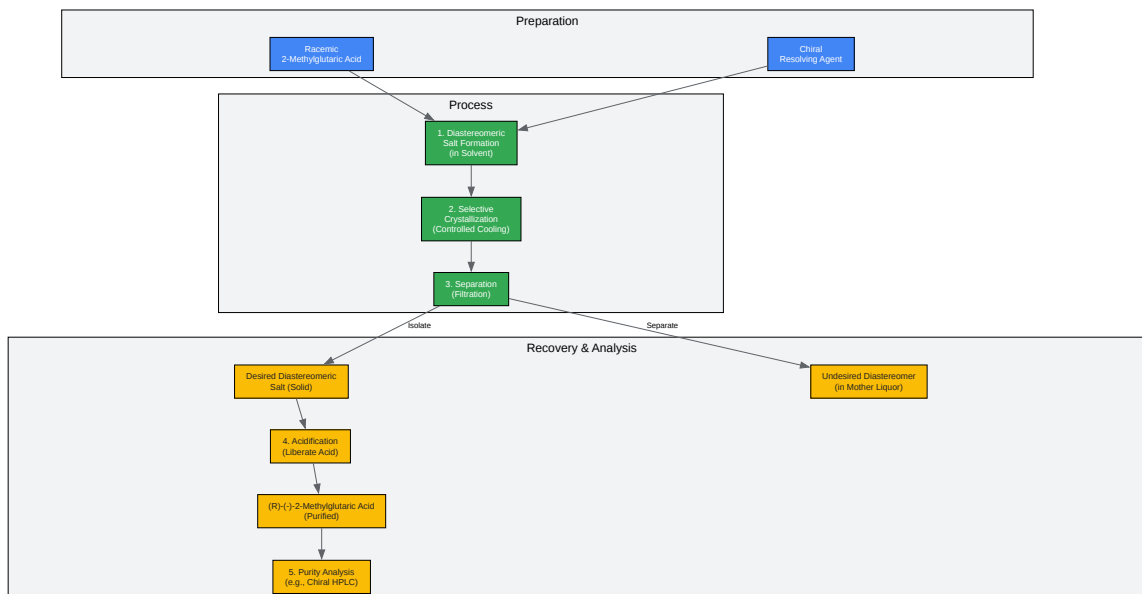 Preparation
Racemic
2-Methylglutaric Acid
Chiral
Resolving Agent
Process
1. Diastereomeric
Salt Formation
(in Solvent)
2. Selective
Crystallization
(Controlled Cooling)
3. Separation
(Filtration)
Isolate
Separate
Recovery & Analysis
Desired Diastereomeric
Salt (Solid)
Undesired Diastereomer
(in Mother Liquor)
4. Acidification
(Liberate Acid)
(R)-(-)-2-Methylglutaric Acid
(Purified)
5. Purity Analysis
(e.g., Chiral HPLC)